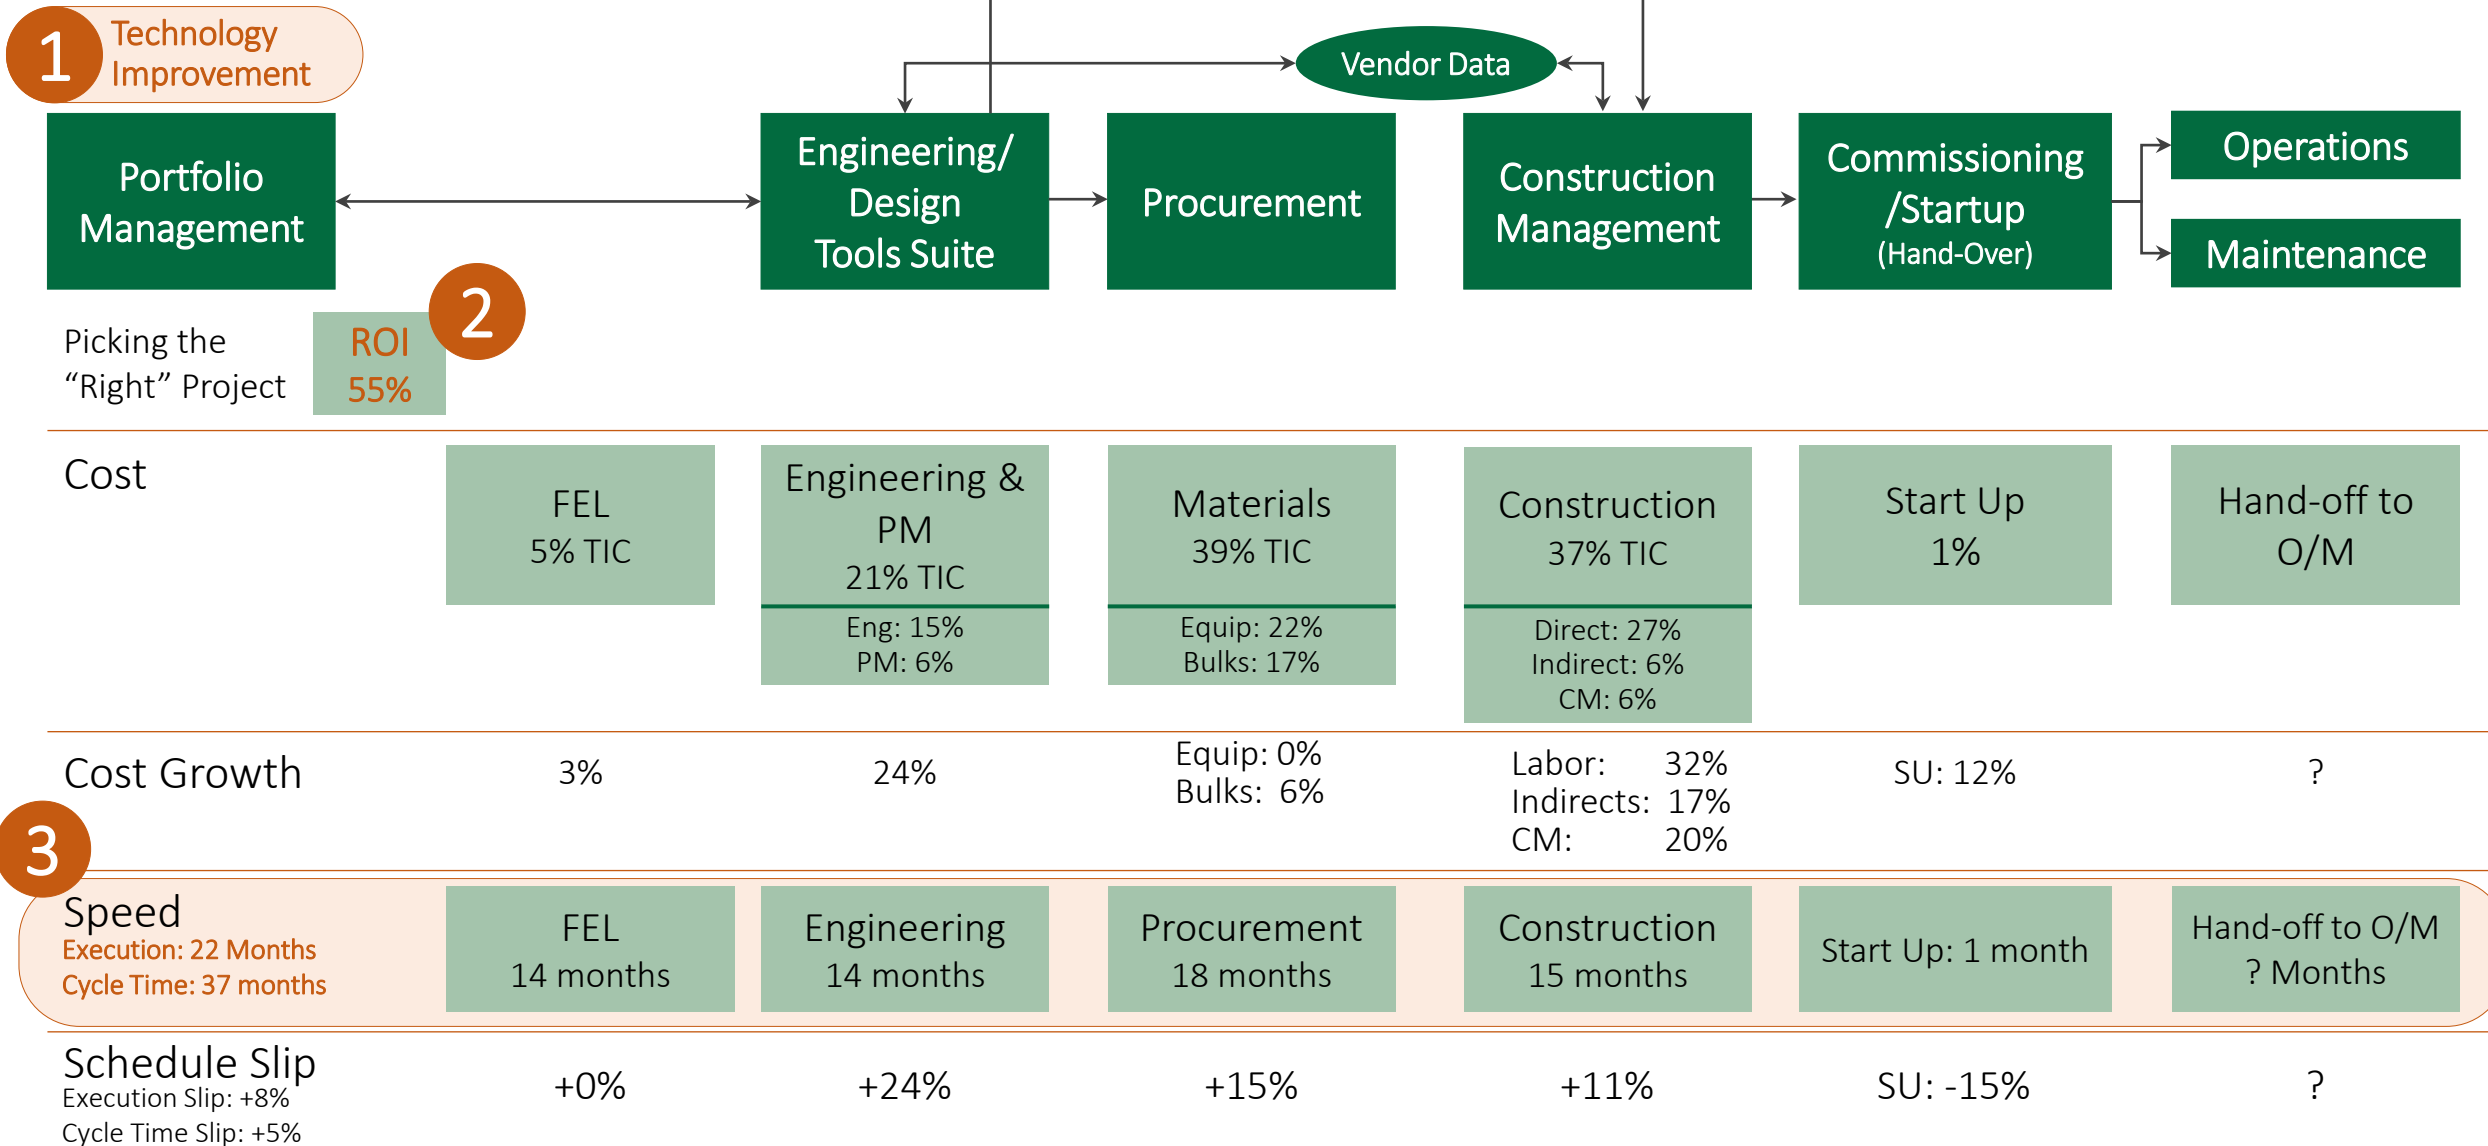 1
Technology
Improvement
Vendor Data
Portfolio
Management
Engineering/
Design
Tools Suite
Procurement
Construction
Management
Commissioning
/Startup
(Hand-Over)
Operations
Maintenance
Picking the
“Right” Project
ROI
55%
2
Cost
FEL
5% TIC
Engineering &
PM
21% TIC
Eng: 15%
PM: 6%
Materials
39% TIC
Equip: 22%
Bulks: 17%
Construction
37% TIC
Direct: 27%
Indirect: 6%
CM: 6%
Start Up
1%
Hand-off to
O/M
Cost Growth
3%
24%
Equip: 0%
Bulks: 6%
Labor: 32%
Indirects: 17%
CM: 20%
SU: 12%
?
3
Speed
Execution: 22 Months
Cycle Time: 37 months
FEL
14 months
Engineering
14 months
Procurement
18 months
Construction
15 months
Start Up: 1 month
Hand-off to O/M
? Months
Schedule Slip
Execution Slip: +8%
Cycle Time Slip: +5%
+0%
+24%
+15%
+11%
SU: -15%
?